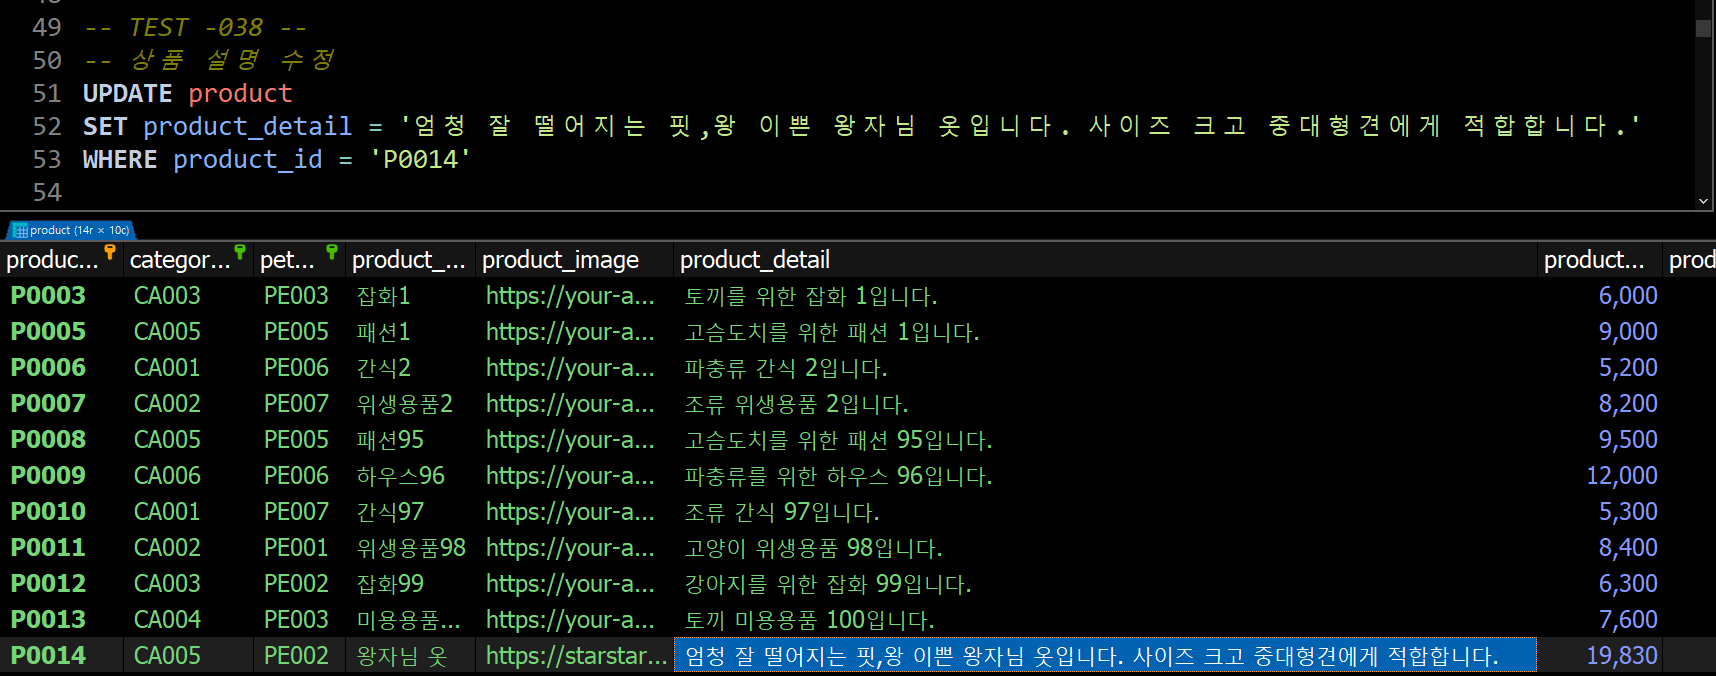 49 -- TEST -038 --
50 -- 상품 설명 수정
51 UPDATE product
52 SET product_detail = '엄청 잘 떨어지는 핏,왕 이쁜 왕자님 옷입니다. 사이즈 크고 중대형견에게 적합합니다.'
53 WHERE product_id = 'P0014'
54
product (14r × 10c)
produc... categor... pet... product_... product_image product_detail product... prod
P0003 CA003 PE003 잡화1 https://your-a... 토끼를 위한 잡화 1입니다. 6,000
P0005 CA005 PE005 패션1 https://your-a... 고슴도치를 위한 패션 1입니다. 9,000
P0006 CA001 PE006 간식2 https://your-a... 파충류 간식 2입니다. 5,200
P0007 CA002 PE007 위생용품2 https://your-a... 조류 위생용품 2입니다. 8,200
P0008 CA005 PE005 패션95 https://your-a... 고슴도치를 위한 패션 95입니다. 9,500
P0009 CA006 PE006 하우스96 https://your-a... 파충류를 위한 하우스 96입니다. 12,000
P0010 CA001 PE007 간식97 https://your-a... 조류 간식 97입니다. 5,300
P0011 CA002 PE001 위생용품98 https://your-a... 고양이 위생용품 98입니다. 8,400
P0012 CA003 PE002 잡화99 https://your-a... 강아지를 위한 잡화 99입니다. 6,300
P0013 CA004 PE003 미용용품... https://your-a... 토끼 미용용품 100입니다. 7,600
P0014 CA005 PE002 왕자님 옷 https://starstar... 엄청 잘 떨어지는 핏,왕 이쁜 왕자님 옷입니다. 사이즈 크고 중대형견에게 적합합니다. 19,830